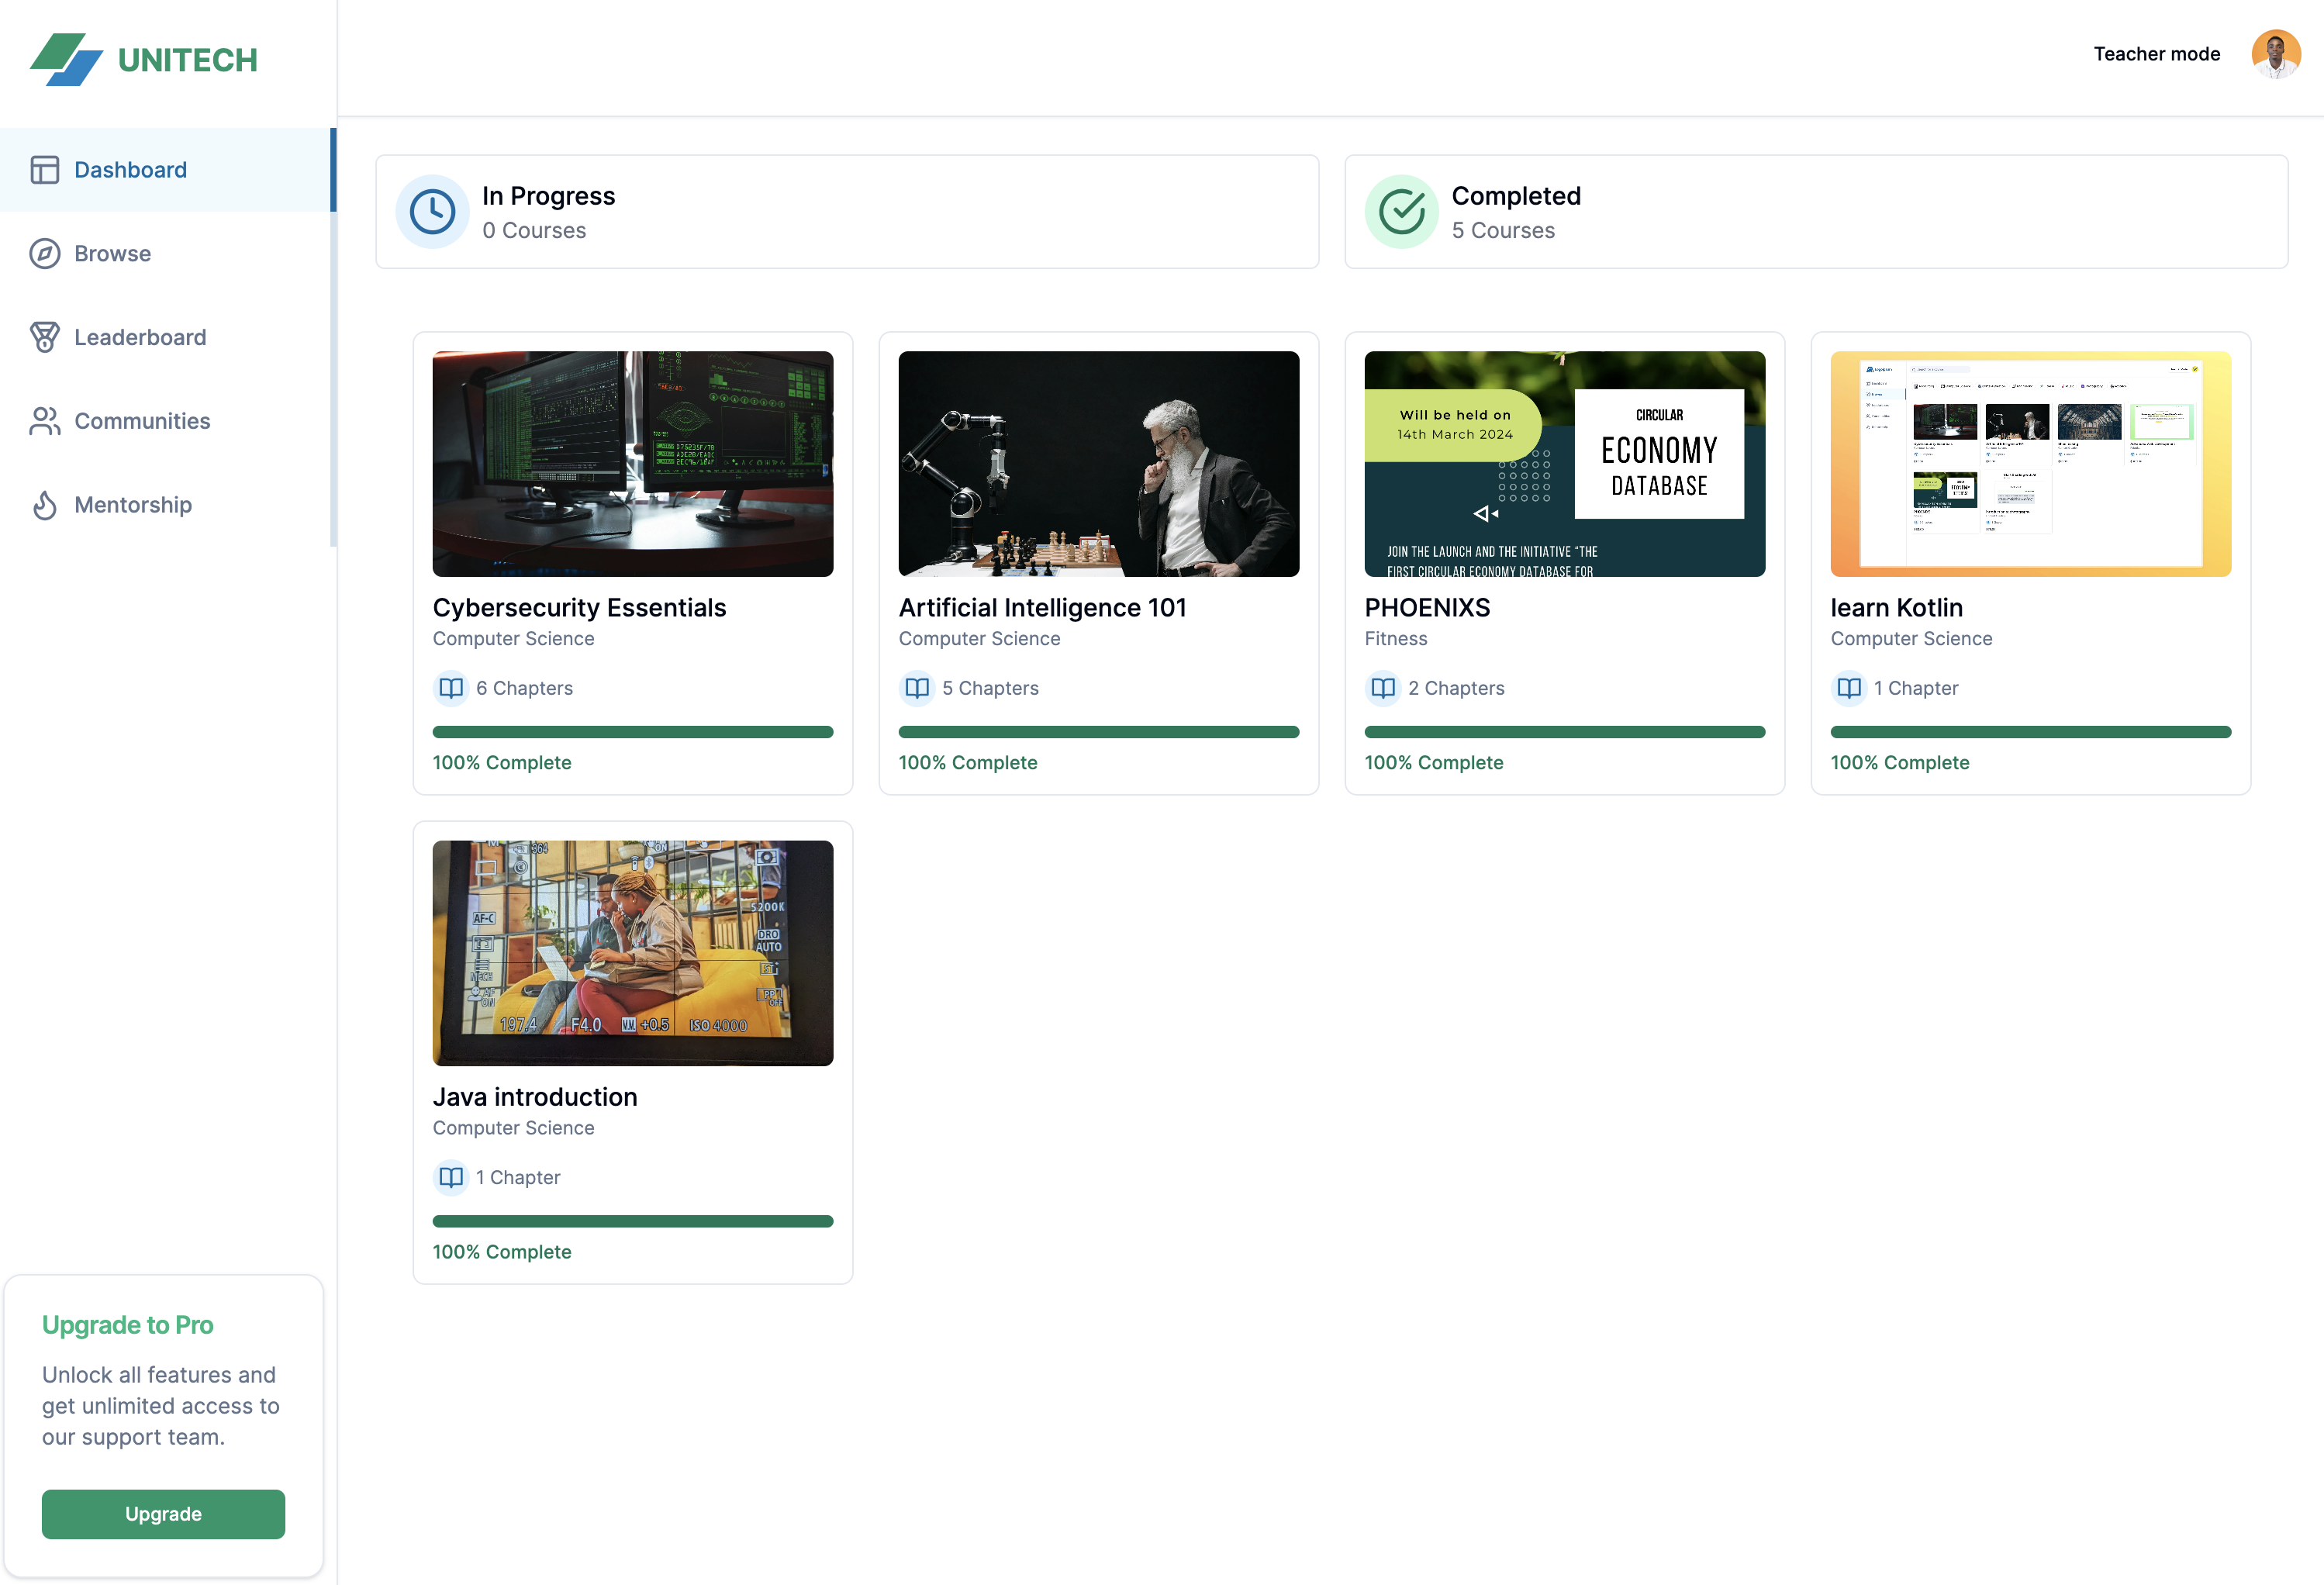 UNITECH
Teacher mode
Dashboard
Browse
Leaderboard
Communities
Mentorship
In Progress
0 Courses
Completed
5 Courses
Cybersecurity Essentials
Computer Science
6 Chapters
100% Complete
Artificial Intelligence 101
Computer Science
5 Chapters
100% Complete
Will be held on
14th March 2024
CIRCULAR
ECONOMY
DATABASE
JOIN THE LAUNCH AND THE INITIATIVE "THE
FIRST CIRCULAR ECONOMY DATABASE FOR
PHOENIXS
Fitness
2 Chapters
100% Complete
learn Kotlin
Computer Science
1 Chapter
100% Complete
364
ON
5200K
AF-C
DRO
AUTO
AF
ON
197.4 F4.0 M.M. +0.5 ISO 4000
Java introduction
Computer Science
1 Chapter
100% Complete
Upgrade to Pro
Unlock all features and
get unlimited access to
our support team.
Upgrade